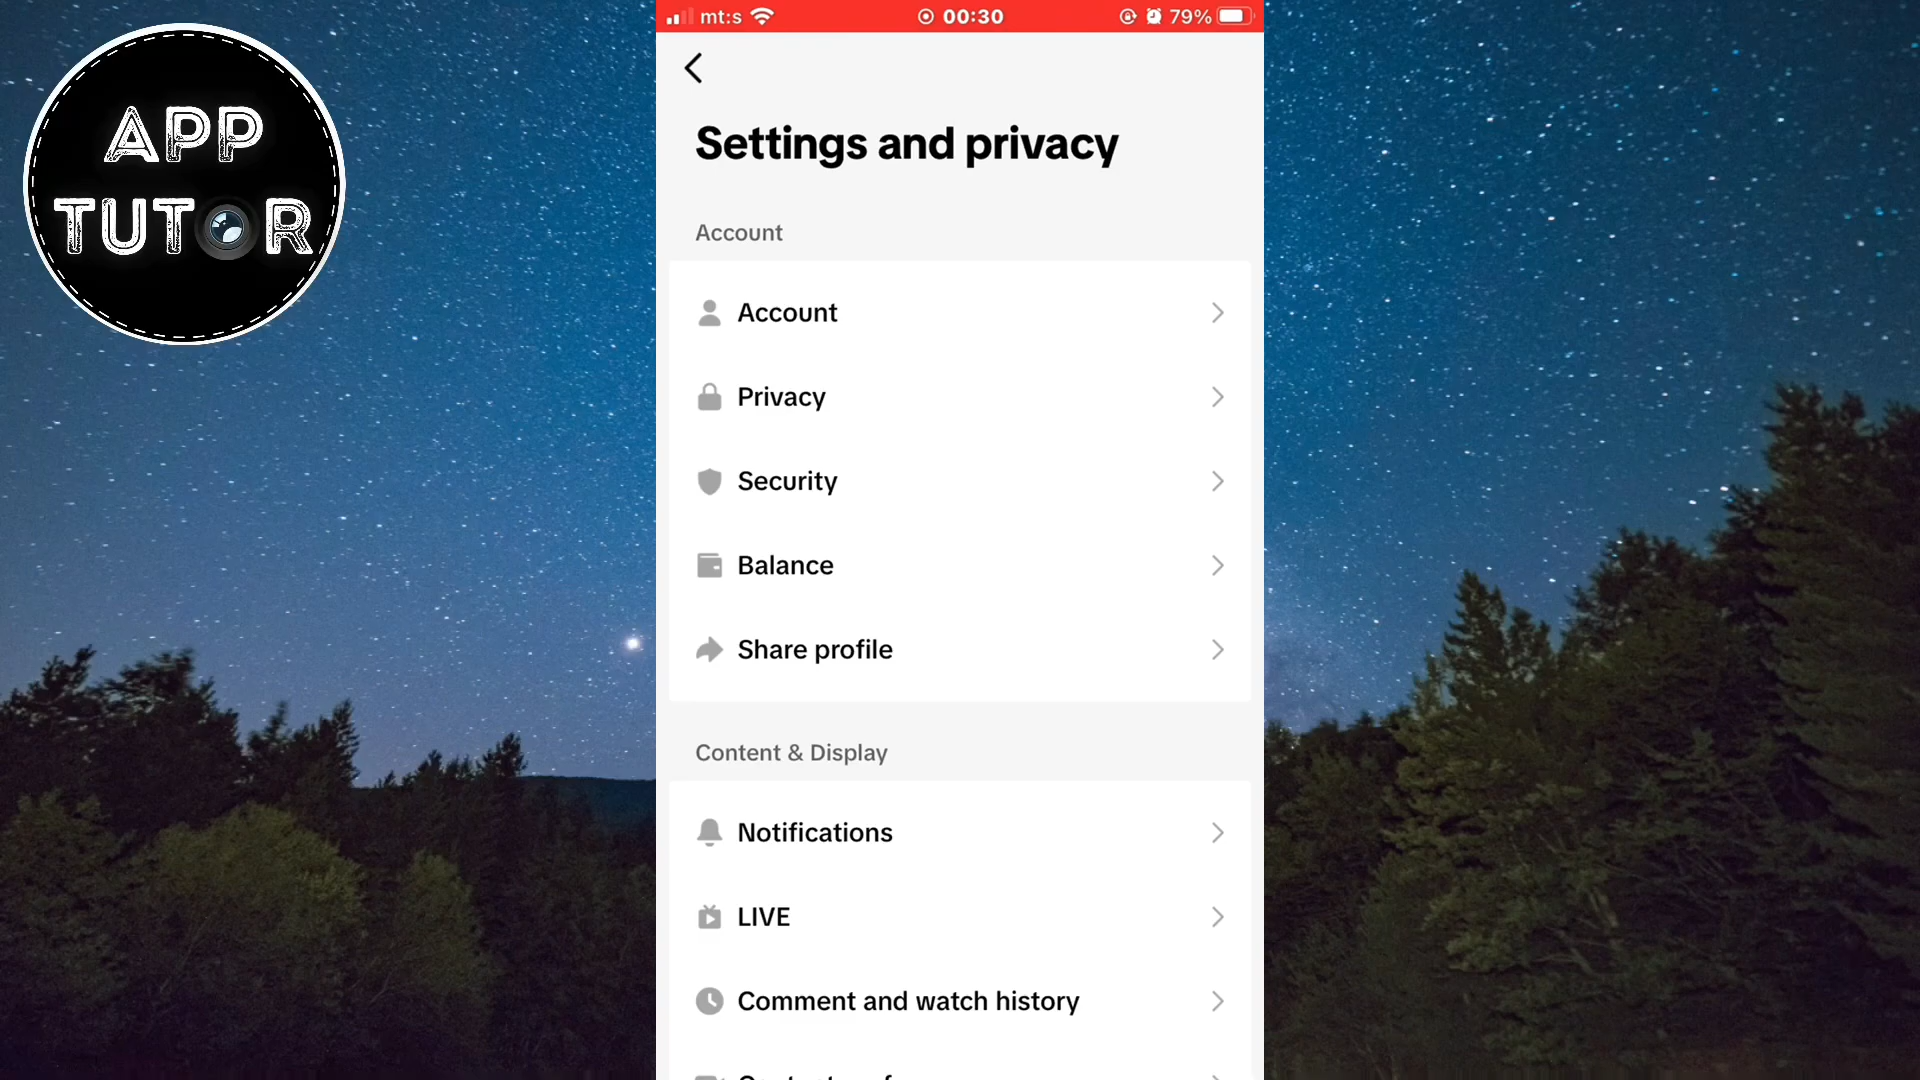 APP
TUTOR
mt:s 00:30 79%
Settings and privacy
Account
Account
Privacy
Security
Balance
Share profile
Content & Display
Notifications
LIVE
Comment and watch history